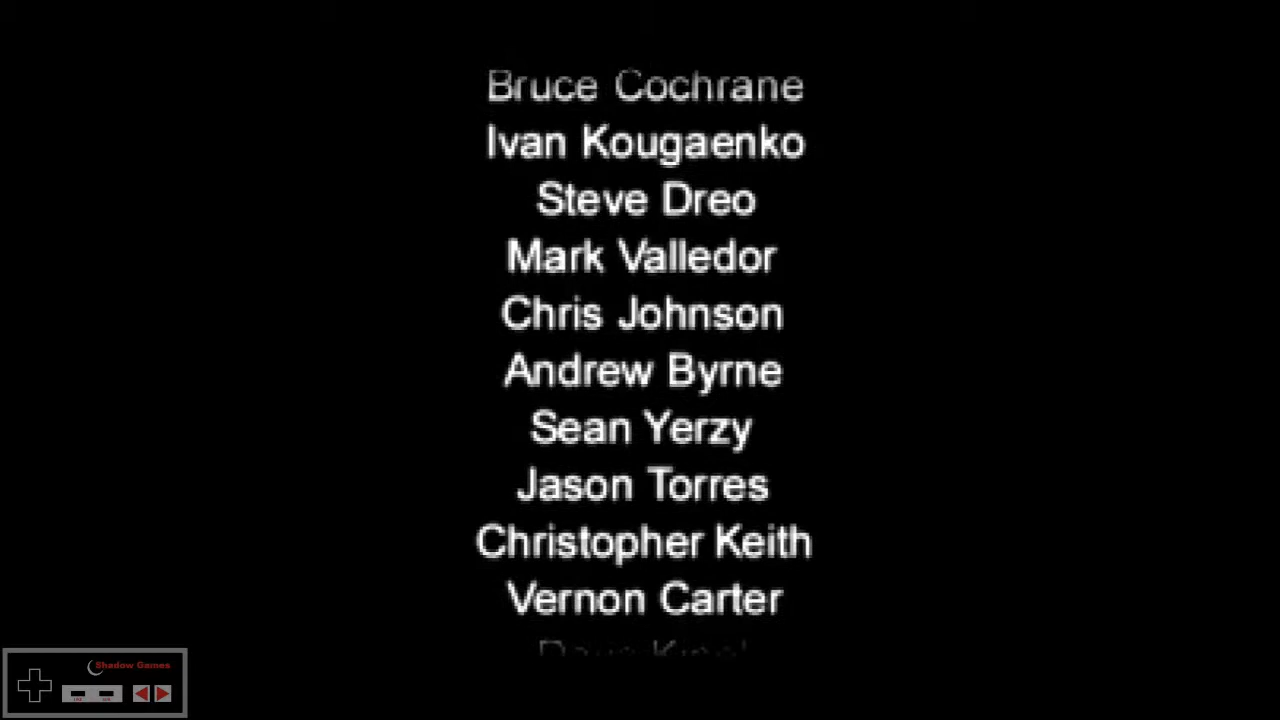 Bruce Cochrane
Ivan Kougaenko
Steve Dreo
Mark Valledor
Chris Johnson
Andrew Byrne
Sean Yerzy
Jason Torres
Christopher Keith
Vernon Carter
Shadow Games